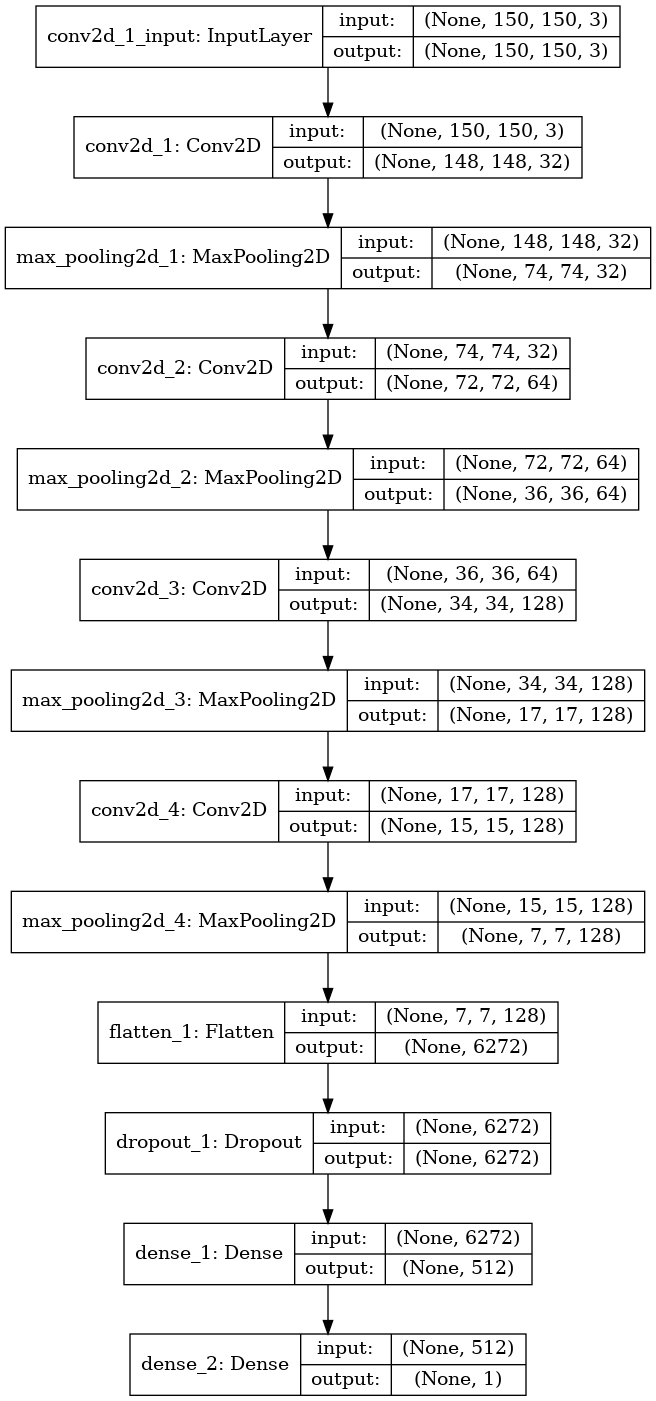 conv2d_1_input: InputLayer
input: (None, 150, 150, 3)
output: (None, 150, 150, 3)
conv2d_1: Conv2D
input: (None, 150, 150, 3)
output: (None, 148, 148, 32)
max_pooling2d_1: MaxPooling2D
input: (None, 148, 148, 32)
output: (None, 74, 74, 32)
conv2d_2: Conv2D
input: (None, 74, 74, 32)
output: (None, 72, 72, 64)
max_pooling2d_2: MaxPooling2D
input: (None, 72, 72, 64)
output: (None, 36, 36, 64)
conv2d_3: Conv2D
input: (None, 36, 36, 64)
output: (None, 34, 34, 128)
max_pooling2d_3: MaxPooling2D
input: (None, 34, 34, 128)
output: (None, 17, 17, 128)
conv2d_4: Conv2D
input: (None, 17, 17, 128)
output: (None, 15, 15, 128)
max_pooling2d_4: MaxPooling2D
input: (None, 15, 15, 128)
output: (None, 7, 7, 128)
flatten_1: Flatten
input: (None, 7, 7, 128)
output: (None, 6272)
dropout_1: Dropout
input: (None, 6272)
output: (None, 6272)
dense_1: Dense
input: (None, 6272)
output: (None, 512)
dense_2: Dense
input: (None, 512)
output: (None, 1)